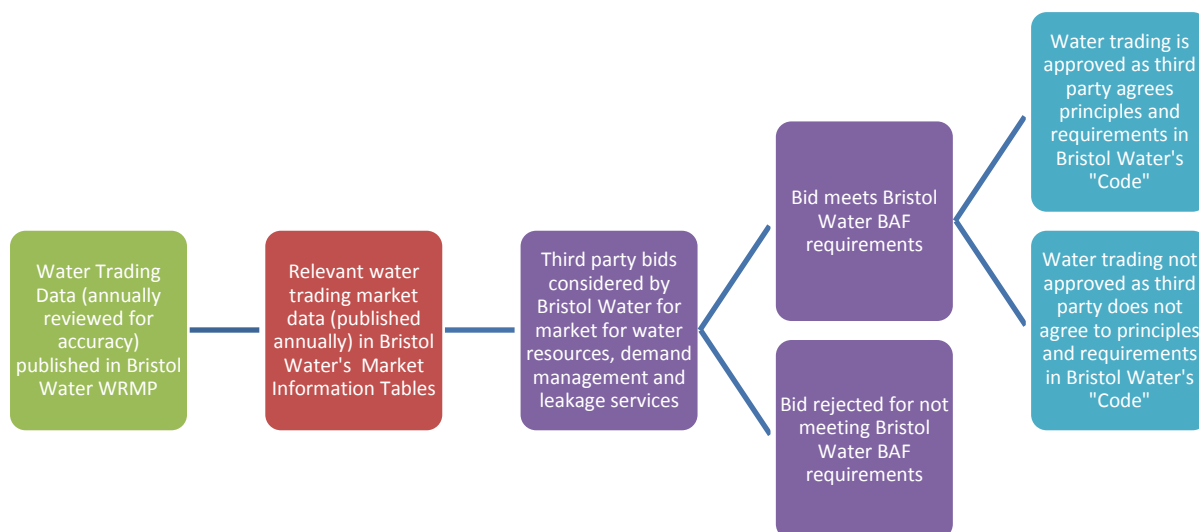 Water Trading
Data (annually
reviewed for
accuracy)
published in Bristol
Water WRMP
Relevant water
trading market
data (published
annually) in Bristol
Water's Market
Information Tables
Third party bids
considered by
Bristol Water for
market for water
resources, demand
management and
leakage services
Bid meets Bristol
Water BAF
requirements
Bid rejected for not
meeting Bristol
Water BAF
requirements
Water trading is
approved as third
party agrees
principles and
requirements in
Bristol Water's
"Code"
Water trading not
approved as third
party does not
agree to principles
and requirements
in Bristol Water's
"Code"